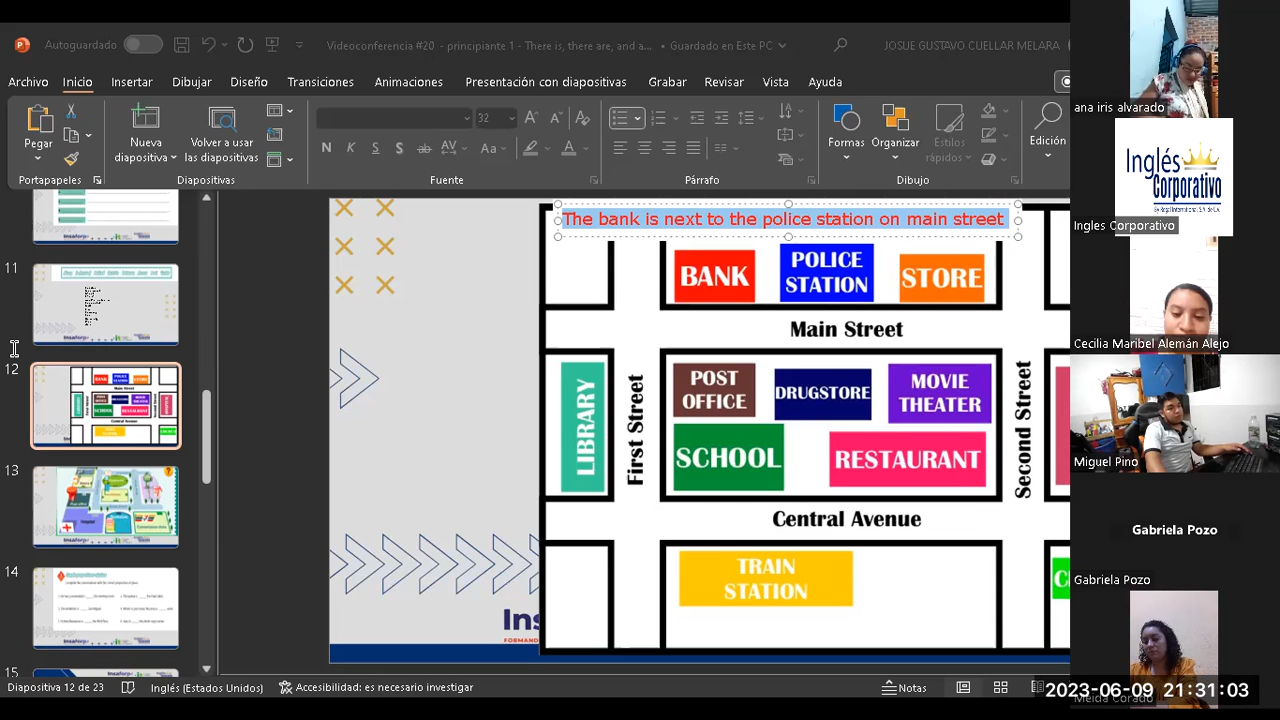 Autoguardado
Videoconferencia #20 - principiante 1 - There is, there are, and a... • Guardado en Este PC
JOSUE GUSTAVO CUELLAR MELARA
Archivo Inicio Insertar Dibujar Diseño Transiciones Animaciones Presentación con diapositivas Grabar Revisar Vista Ayuda
Pegar
Nueva diapositiva
Volver a usar las diapositivas
32
Formas
Organizar
Estilos rápidos
Edición
Portapapeles Diapositivas Fuente Párrafo Dibujo
The bank is next to the police station on main street
BANK
POLICE STATION
STORE
Main Street
LIBRARY
First Street
POST OFFICE
DRUGSTORE
MOVIE THEATER
SCHOOL
RESTAURANT
Second Street
Central Avenue
TRAIN STATION
11
12
13
14
15
Diapositiva 12 de 23
Inglés (Estados Unidos)
Accesibilidad: es necesario investigar
Notas
ana iris alvarado
Inglés Corporativo
Ingles Corporativo
Cecilia Maribel Alemán Alejo
Miguel Pino
Gabriela Pozo
Gabriela Pozo
2023-06-09 21:31:03